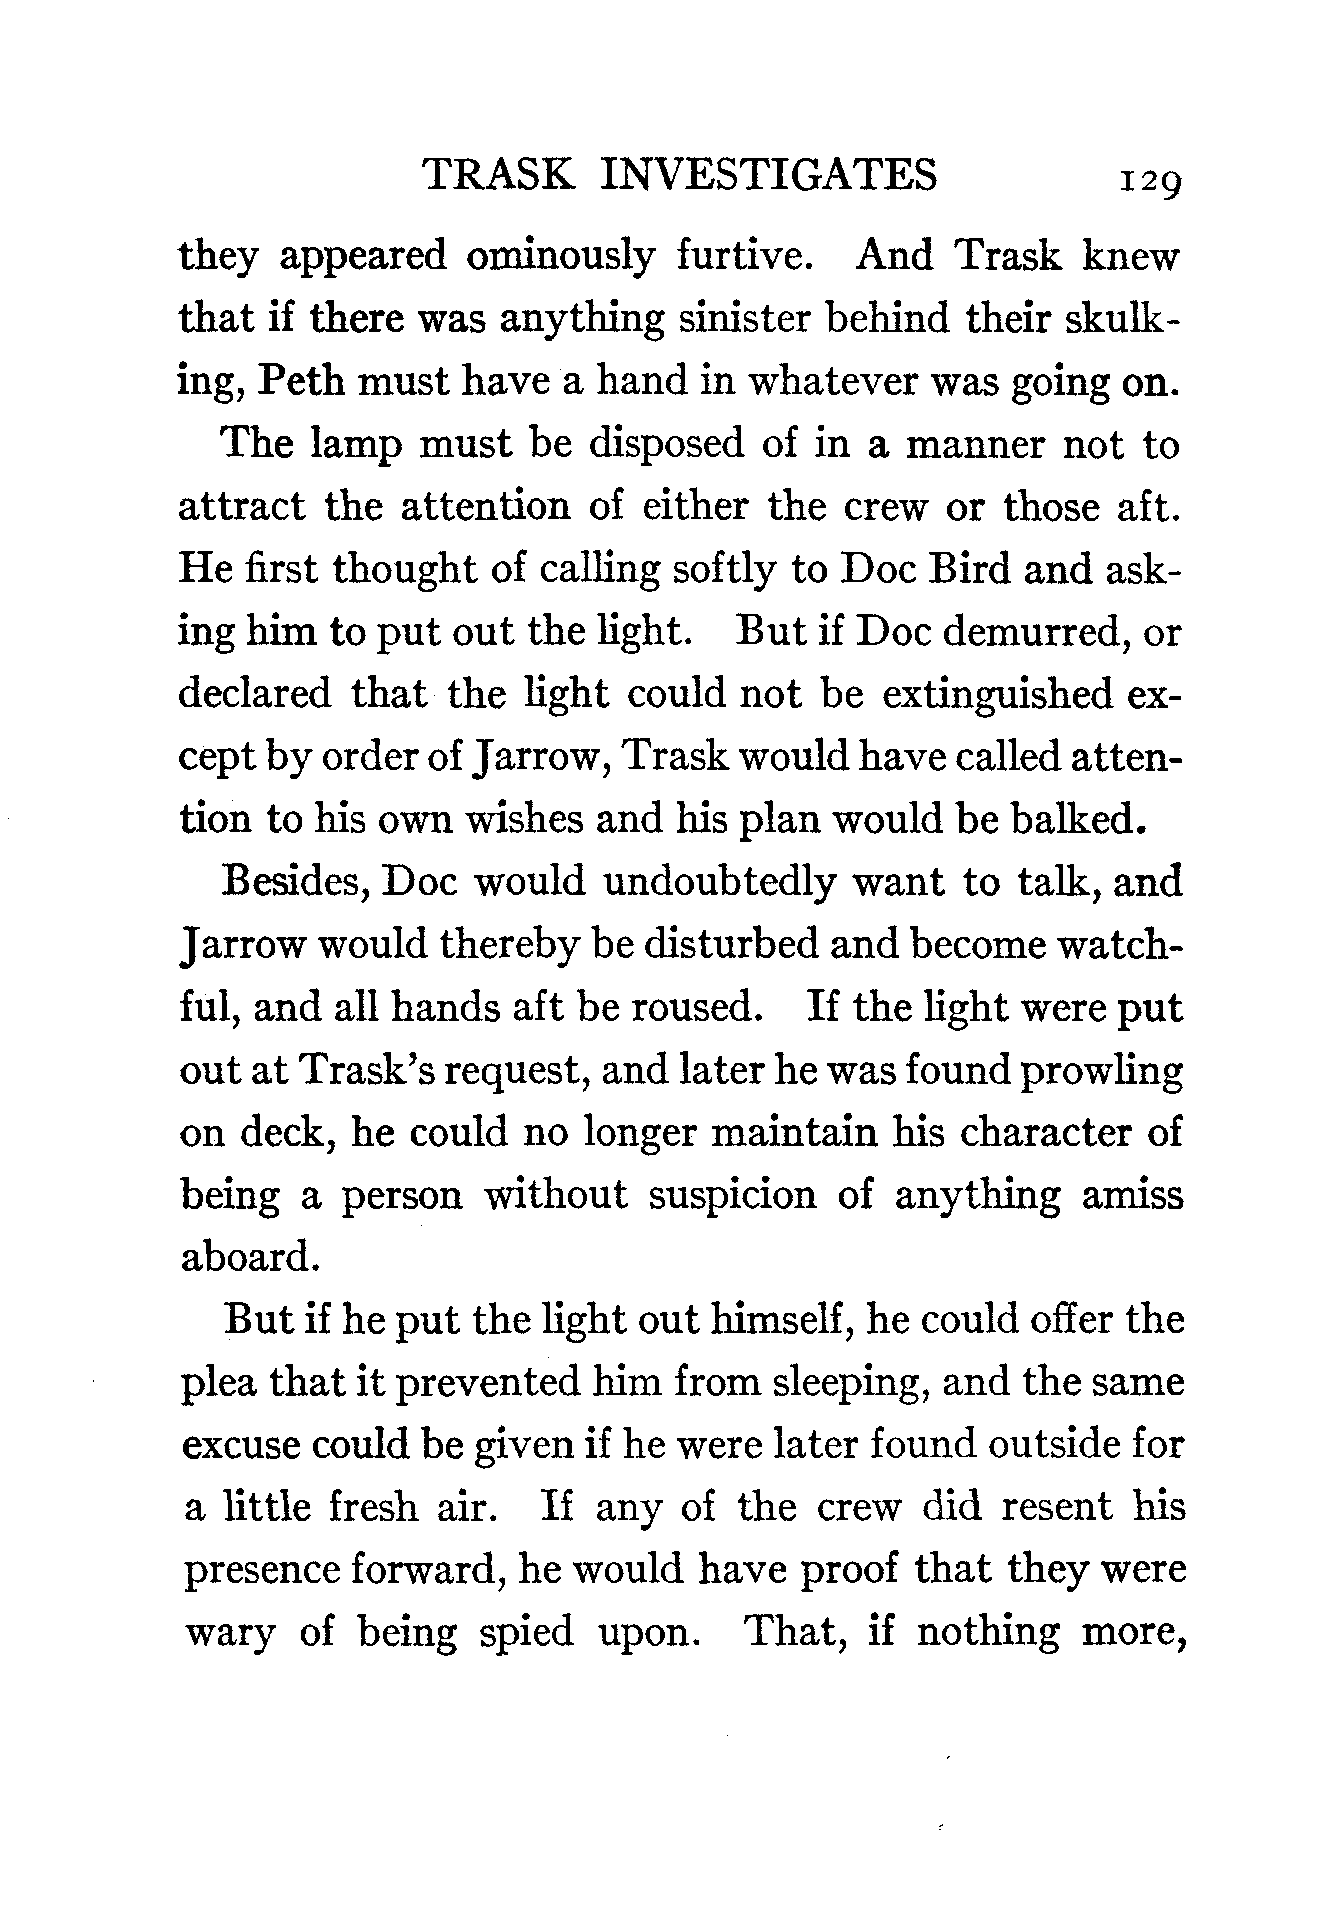 TRASK INVESTIGATES 129
they appeared ominously furtive. And Trask knew
that if there was anything sinister behind their skulk-
ing, Peth must have a hand in whatever was going on.
The lamp must be disposed of in a manner not to
attract the attention of either the crew or those aft.
He first thought of calling softly to Doc Bird and ask-
ing him to put out the light. But if Doc demurred, or
declared that the light could not be extinguished ex-
cept by order of Jarrow, Trask would have called atten-
tion to his own wishes and his plan would be balked.
Besides, Doc would undoubtedly want to talk, and
Jarrow would thereby be disturbed and become watch-
ful, and all hands aft be roused. If the light were put
out at Trask's request, and later he was found prowling
on deck, he could no longer maintain his character of
being a person without suspicion of anything amiss
aboard.
But if he put the light out himself, he could offer the
plea that it prevented him from sleeping, and the same
excuse could be given if he were later found outside for
a little fresh air. If any of the crew did resent his
presence forward, he would have proof that they were
wary of being spied upon. That, if nothing more,